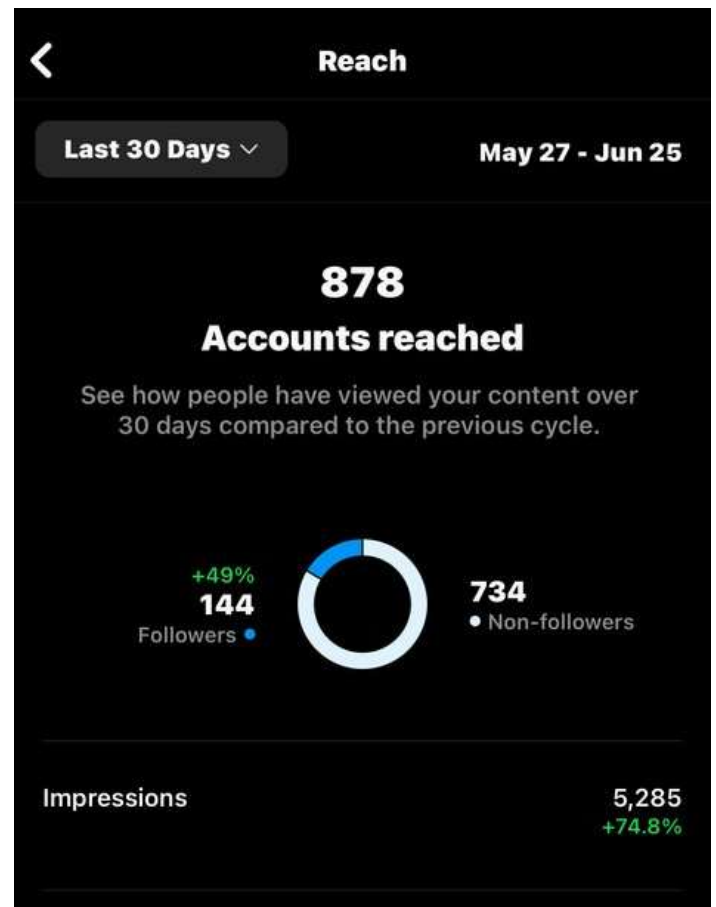 Reach
Last 30 Days
May 27 - Jun 25
878
Accounts reached
See how people have viewed your content over
30 days compared to the previous cycle.
+49%
144
Followers
734
Non-followers
Impressions
5,285
+74.8%